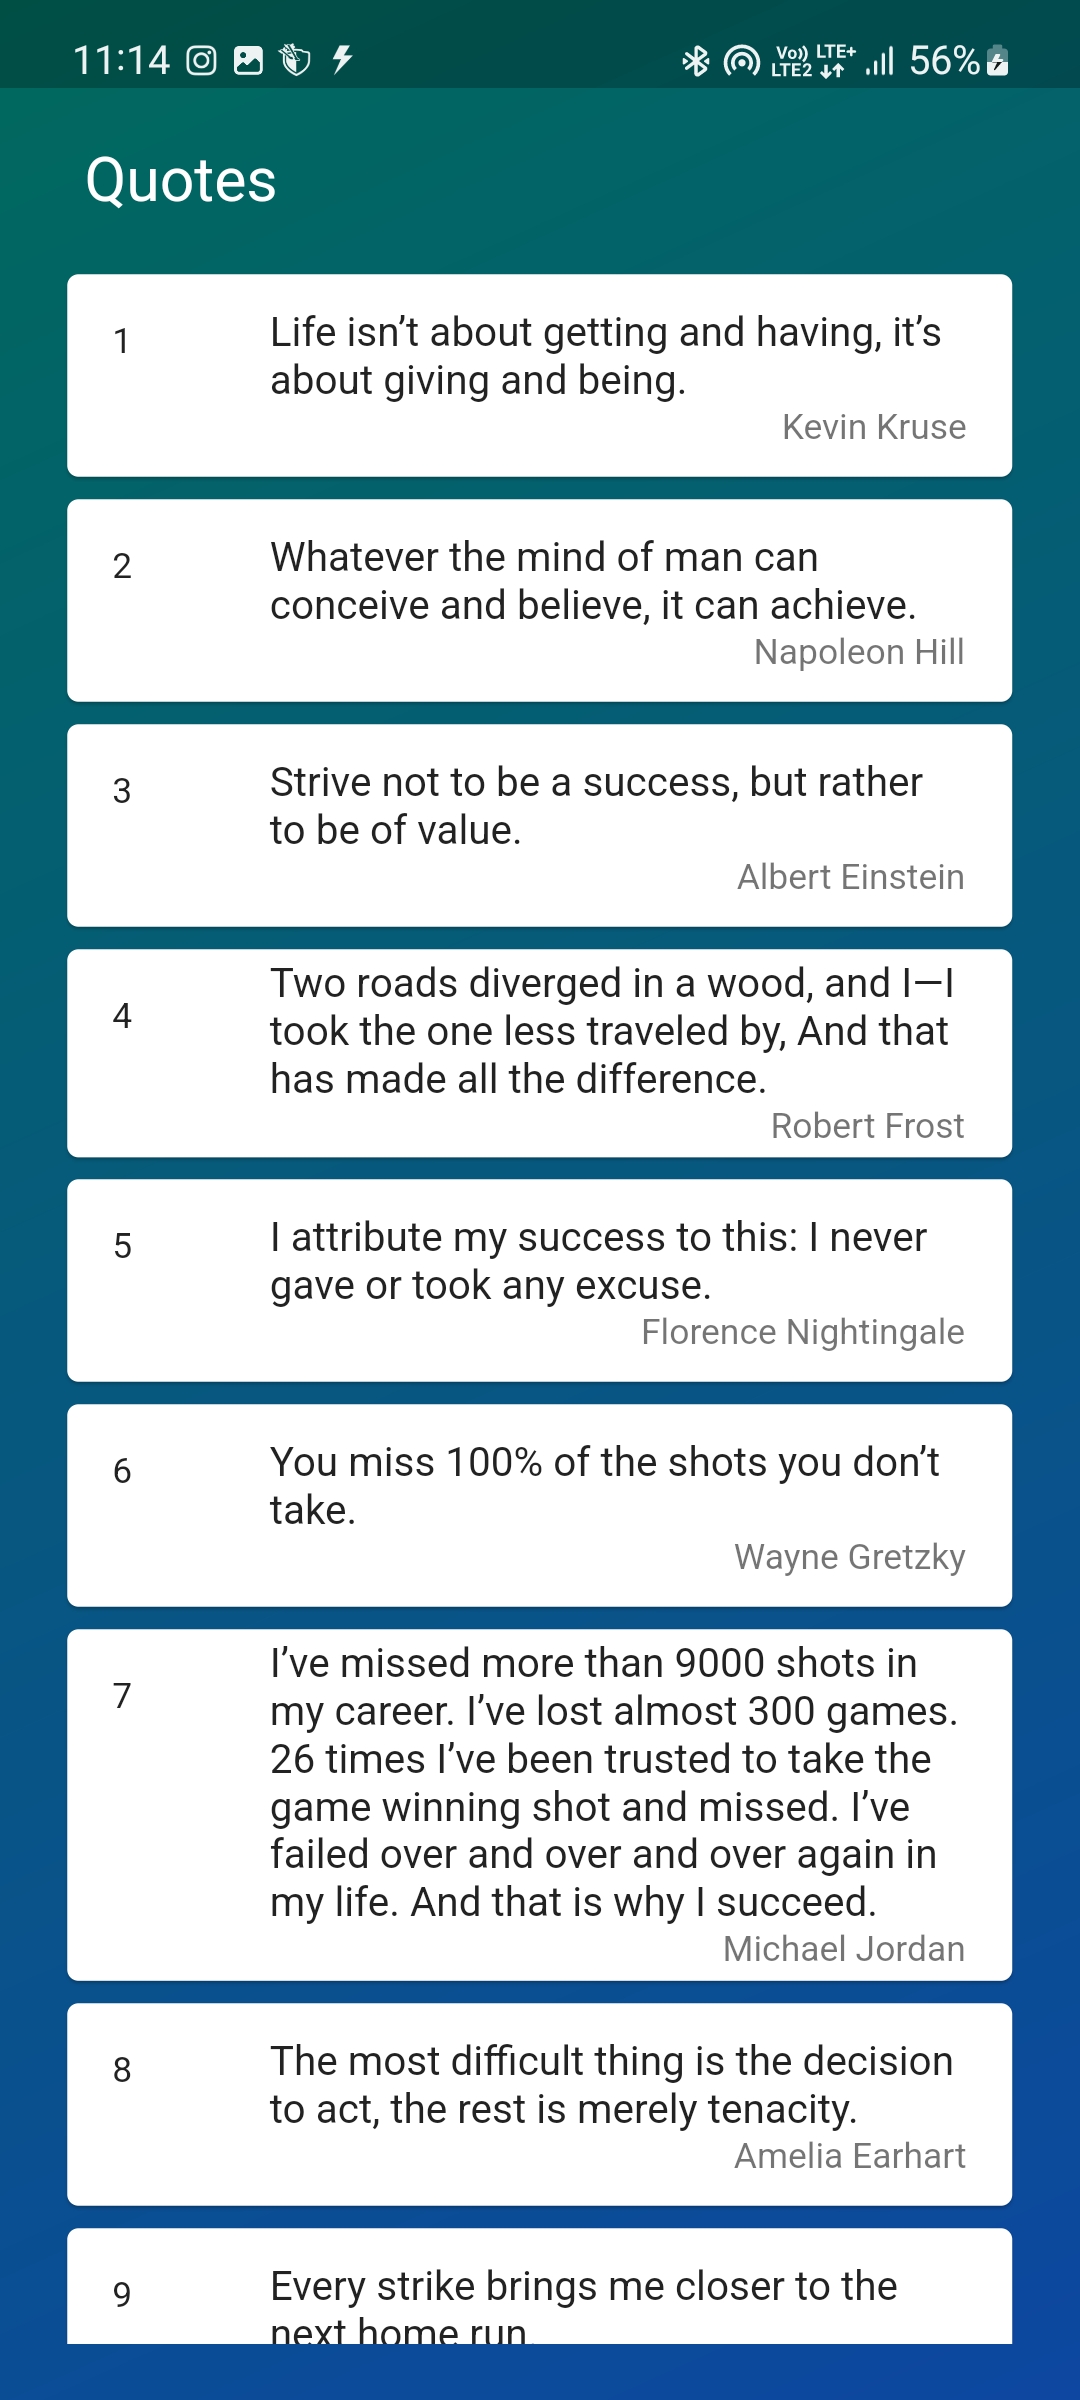 11:14 Vo)) LTE2 LTE+ 56%
Quotes
1
Life isn’t about getting and having, it’s
about giving and being.
Kevin Kruse
2
Whatever the mind of man can
conceive and believe, it can achieve.
Napoleon Hill
3
Strive not to be a success, but rather
to be of value.
Albert Einstein
4
Two roads diverged in a wood, and I—I
took the one less traveled by, And that
has made all the difference.
Robert Frost
5
I attribute my success to this: I never
gave or took any excuse.
Florence Nightingale
6
You miss 100% of the shots you don’t
take.
Wayne Gretzky
7
I’ve missed more than 9000 shots in
my career. I’ve lost almost 300 games.
26 times I’ve been trusted to take the
game winning shot and missed. I’ve
failed over and over and over again in
my life. And that is why I succeed.
Michael Jordan
8
The most difficult thing is the decision
to act, the rest is merely tenacity.
Amelia Earhart
9
Every strike brings me closer to the
next home run.